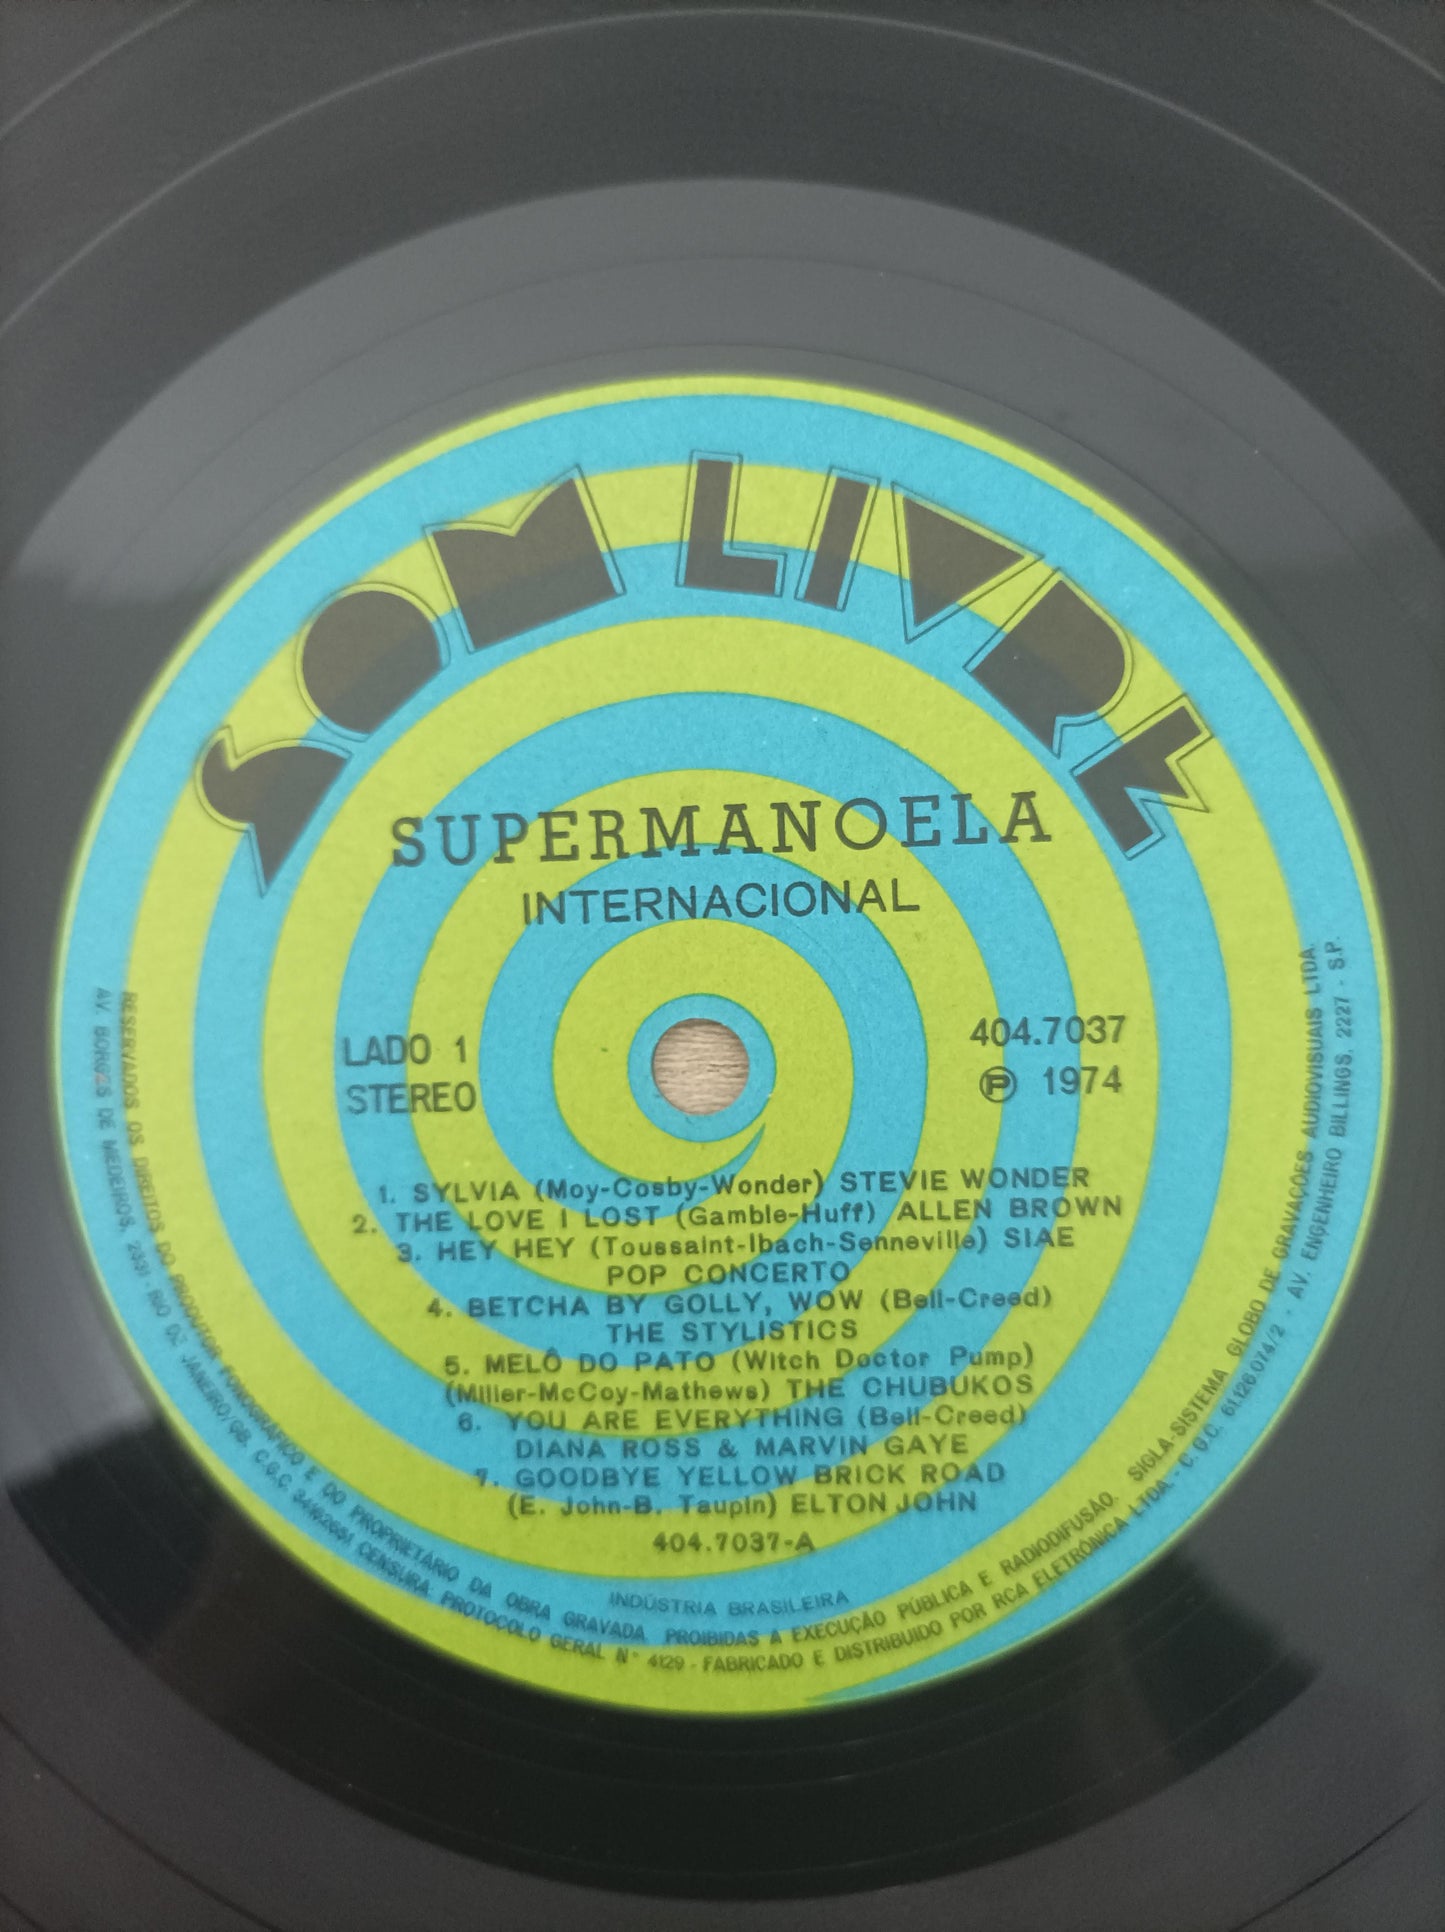 SOM LIVRE
SUPERMANOELA
INTERNACIONAL
LADO 1
STEREO
404.7037
Ⓟ 1974
1. SYLVIA (Moy-Cosby-Wonder) STEVIE WONDER
2. THE LOVE I LOST (Gamble-Huff) ALLEN BROWN
3. HEY HEY (Toussaint-Ibach-Senneville) SIAE
POP CONCERTO
4. BETCHA BY GOLLY, WOW (Bell-Creed)
THE STYLISTICS
5. MELÔ DO PATO (Witch Doctor Pump)
(Miller-McCoy-Mathews) THE CHUBUKOS
6. YOU ARE EVERYTHING (Bell-Creed)
DIANA ROSS & MARVIN GAYE
7. GOODBYE YELLOW BRICK ROAD
(E. John-B. Taupin) ELTON JOHN
404.7037-A
INDÚSTRIA BRASILEIRA
RESERVADOS OS DIREITOS DO PRODUTOR FONOGRÁFICO E DO PROPRIETÁRIO DA OBRA GRAVADA PROIBIDAS A EXECUÇÃO PÚBLICA E RADIODIFUSÃO. SIGLA-SISTEMA GLOBO DE GRAVAÇÕES AUDIOVISUAIS LTDA.
AV. BORGES DE MEDEIROS, 2931 RIO DE JANEIRO/GB. C.G.C. CENSURA PROTOCOLO GERAL N° 4129 - FABRICADO E DISTRIBUIDO POR RCA ELETRÔNICA LTDA. - C.G.C. 61.126.074/2 - AV. ENGENHEIRO BILLINGS, 2227 - S.P.